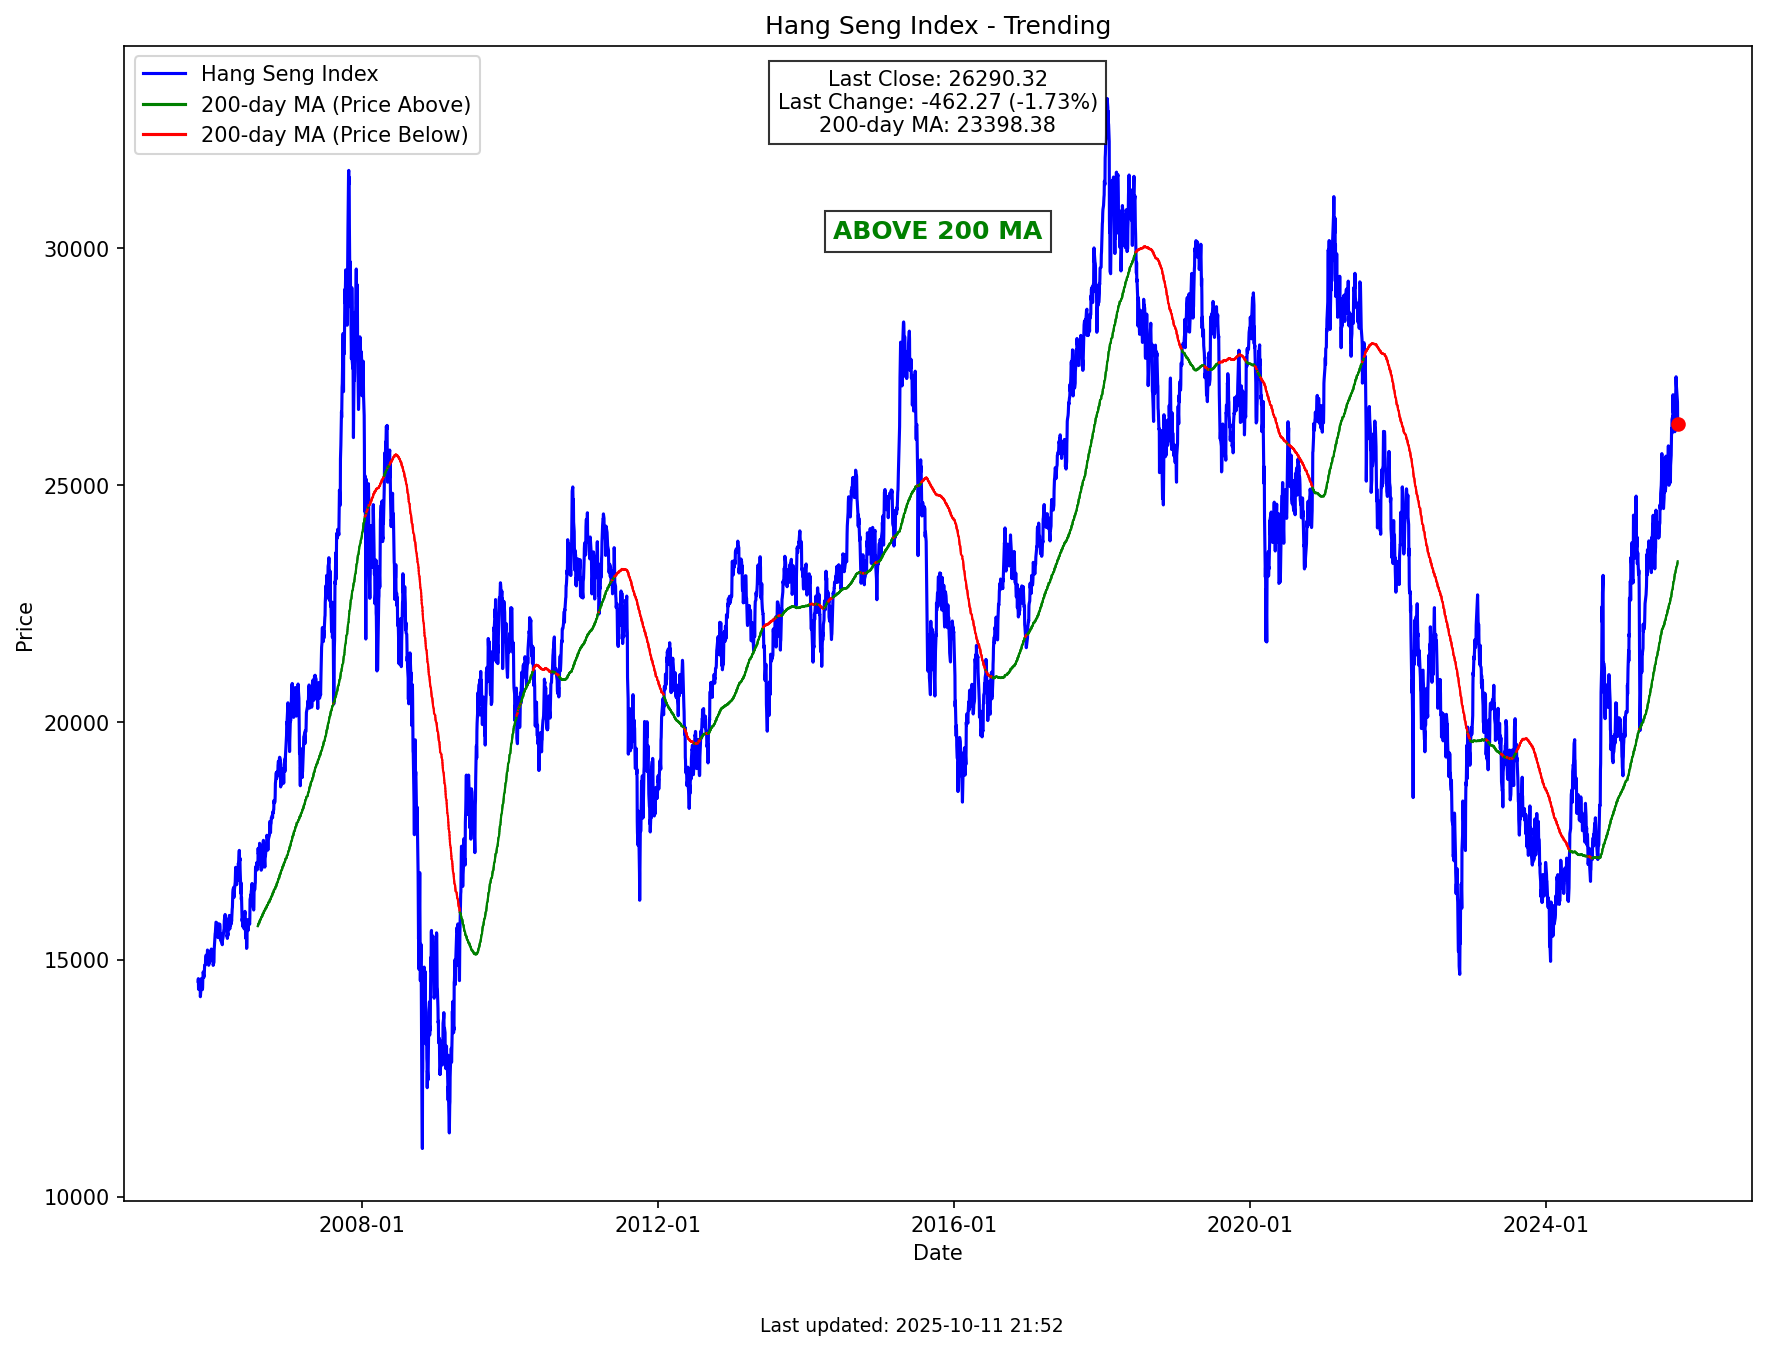 Hang Seng Index - Trending
Hang Seng Index
200-day MA (Price Above)
200-day MA (Price Below)
Last Close: 26290.32
Last Change: -462.27 (-1.73%)
200-day MA: 23398.38
ABOVE 200 MA
30000
25000
20000
15000
10000
Price
2008-01
2012-01
2016-01
2020-01
2024-01
Date
Last updated: 2025-10-11 21:52